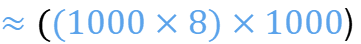 ≈ ((1000 × 8) × 1000)